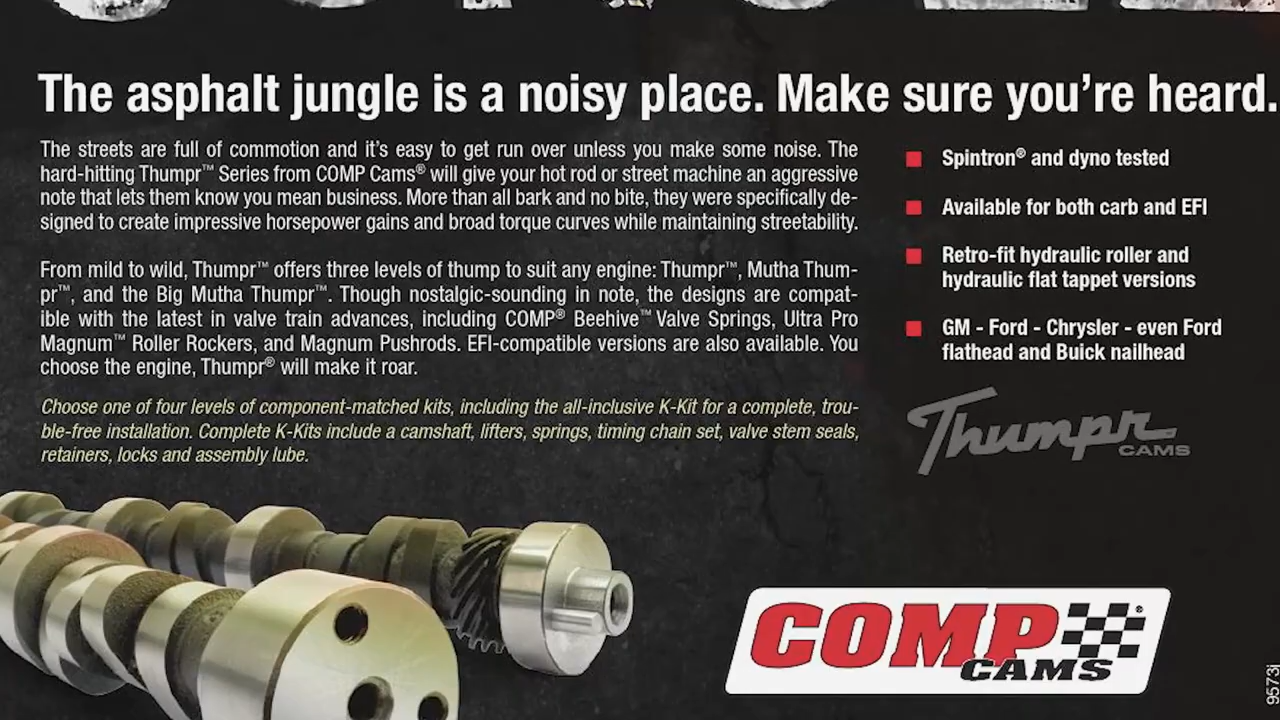 The asphalt jungle is a noisy place. Make sure you’re heard.
The streets are full of commotion and it’s easy to get run over unless you make some noise. The
hard-hitting Thumpr™ Series from COMP Cams® will give your hot rod or street machine an aggressive
note that lets them know you mean business. More than all bark and no bite, they were specifically de-
signed to create impressive horsepower gains and broad torque curves while maintaining streetability.
From mild to wild, Thumpr™ offers three levels of thump to suit any engine: Thumpr™, Mutha Thum-
pr™, and the Big Mutha Thumpr™. Though nostalgic-sounding in note, the designs are compat-
ible with the latest in valve train advances, including COMP® Beehive™ Valve Springs, Ultra Pro
Magnum™ Roller Rockers, and Magnum Pushrods. EFI-compatible versions are also available. You
choose the engine, Thumpr® will make it roar.
Choose one of four levels of component-matched kits, including the all-inclusive K-Kit for a complete, trou-
ble-free installation. Complete K-Kits include a camshaft, lifters, springs, timing chain set, valve stem seals,
retainers, locks and assembly lube.
Spintron® and dyno tested
Available for both carb and EFI
Retro-fit hydraulic roller and
hydraulic flat tappet versions
GM - Ford - Chrysler - even Ford
flathead and Buick nailhead
Thumpr
CAMS
COMP®
CAMS
9573j